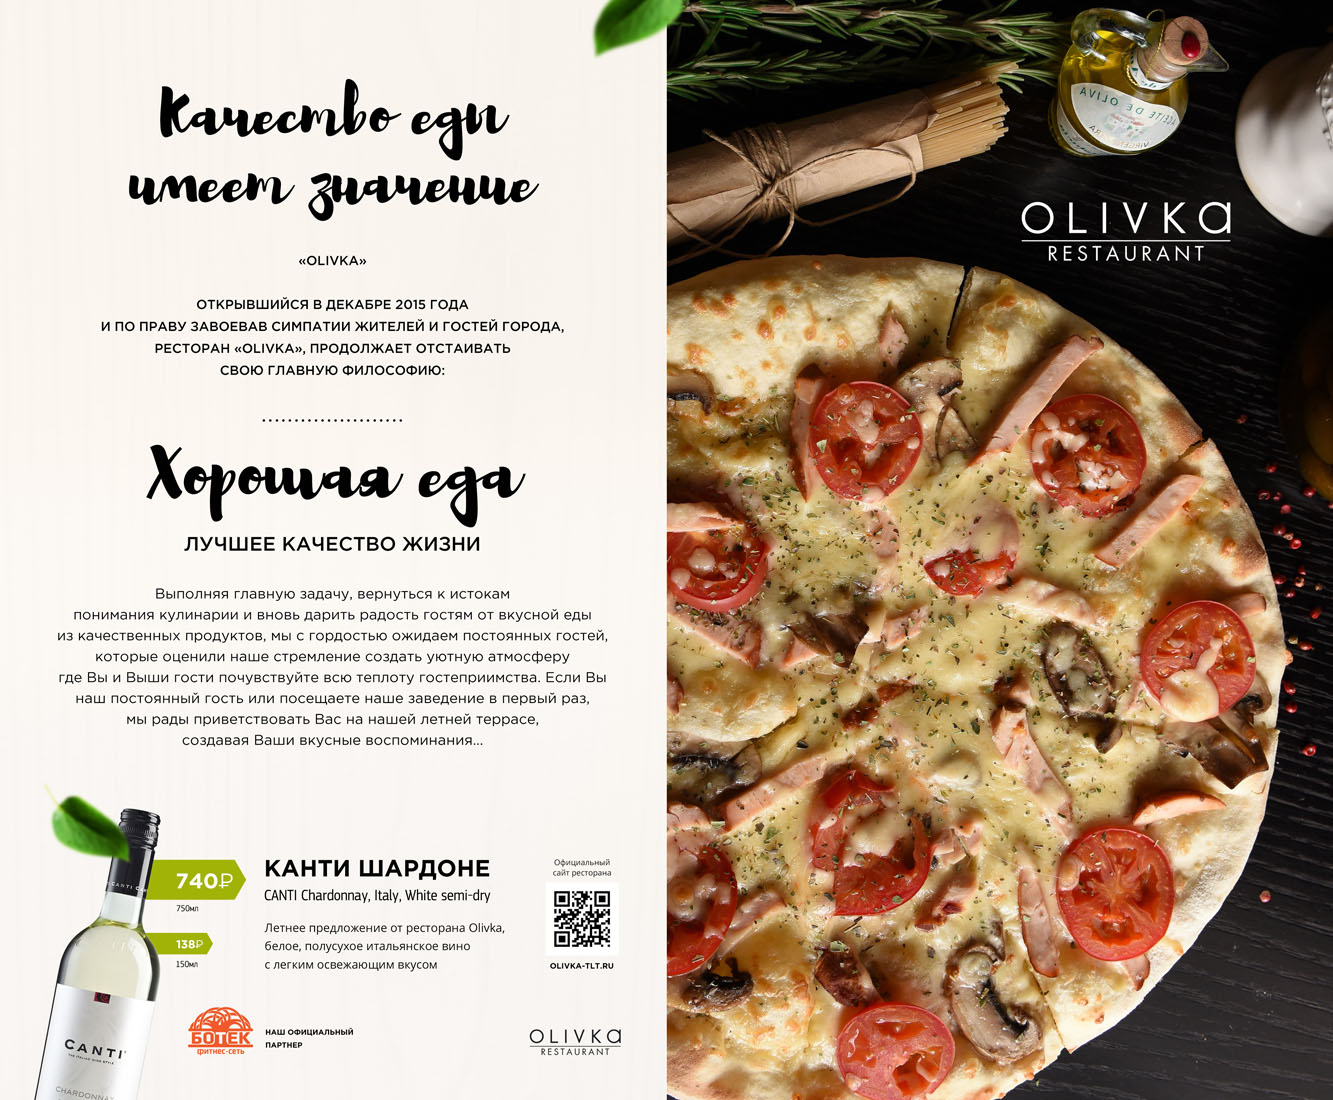 Качество еды
имеет значение
«OLIVKA»
ОТКРЫВШИЙСЯ В ДЕКАБРЕ 2015 ГОДА
И ПО ПРАВУ ЗАВОЕВАВ СИМПАТИИ ЖИТЕЛЕЙ И ГОСТЕЙ ГОРОДА,
РЕСТОРАН «OLIVKA», ПРОДОЛЖАЕТ ОТСТАИВАТЬ
СВОЮ ГЛАВНУЮ ФИЛОСОФИЮ:
Хорошая еда
ЛУЧШЕЕ КАЧЕСТВО ЖИЗНИ
Выполняя главную задачу, вернуться к истокам
понимания кулинарии и вновь дарить радость гостям от вкусной еды
из качественных продуктов, мы с гордостью ожидаем постоянных гостей,
которые оценили наше стремление создать уютную атмосферу
где Вы и Выши гости почувствуйте всю теплоту гостеприимства. Если Вы
наш постоянный гость или посещаете наше заведение в первый раз,
мы рады приветствовать Вас на нашей летней террасе,
создавая Ваши вкусные воспоминания...
740₽
750мл
138₽
150мл
КАНТИ ШАРДОНЕ
CANTI Chardonnay, Italy, White semi-dry
Летнее предложение от ресторана Olivka,
белое, полусухое итальянское вино
с легким освежающим вкусом
Официальный
сайт ресторана
OLIVKA-TLT.RU
CANTI
CHARDONNAY
БОТЕК
фитнес-сеть
НАШ ОФИЦИАЛЬНЫЙ
ПАРТНЕР
OLIVKA
RESTAURANT
ACEITE DE OLIVA
OLIVKA
RESTAURANT